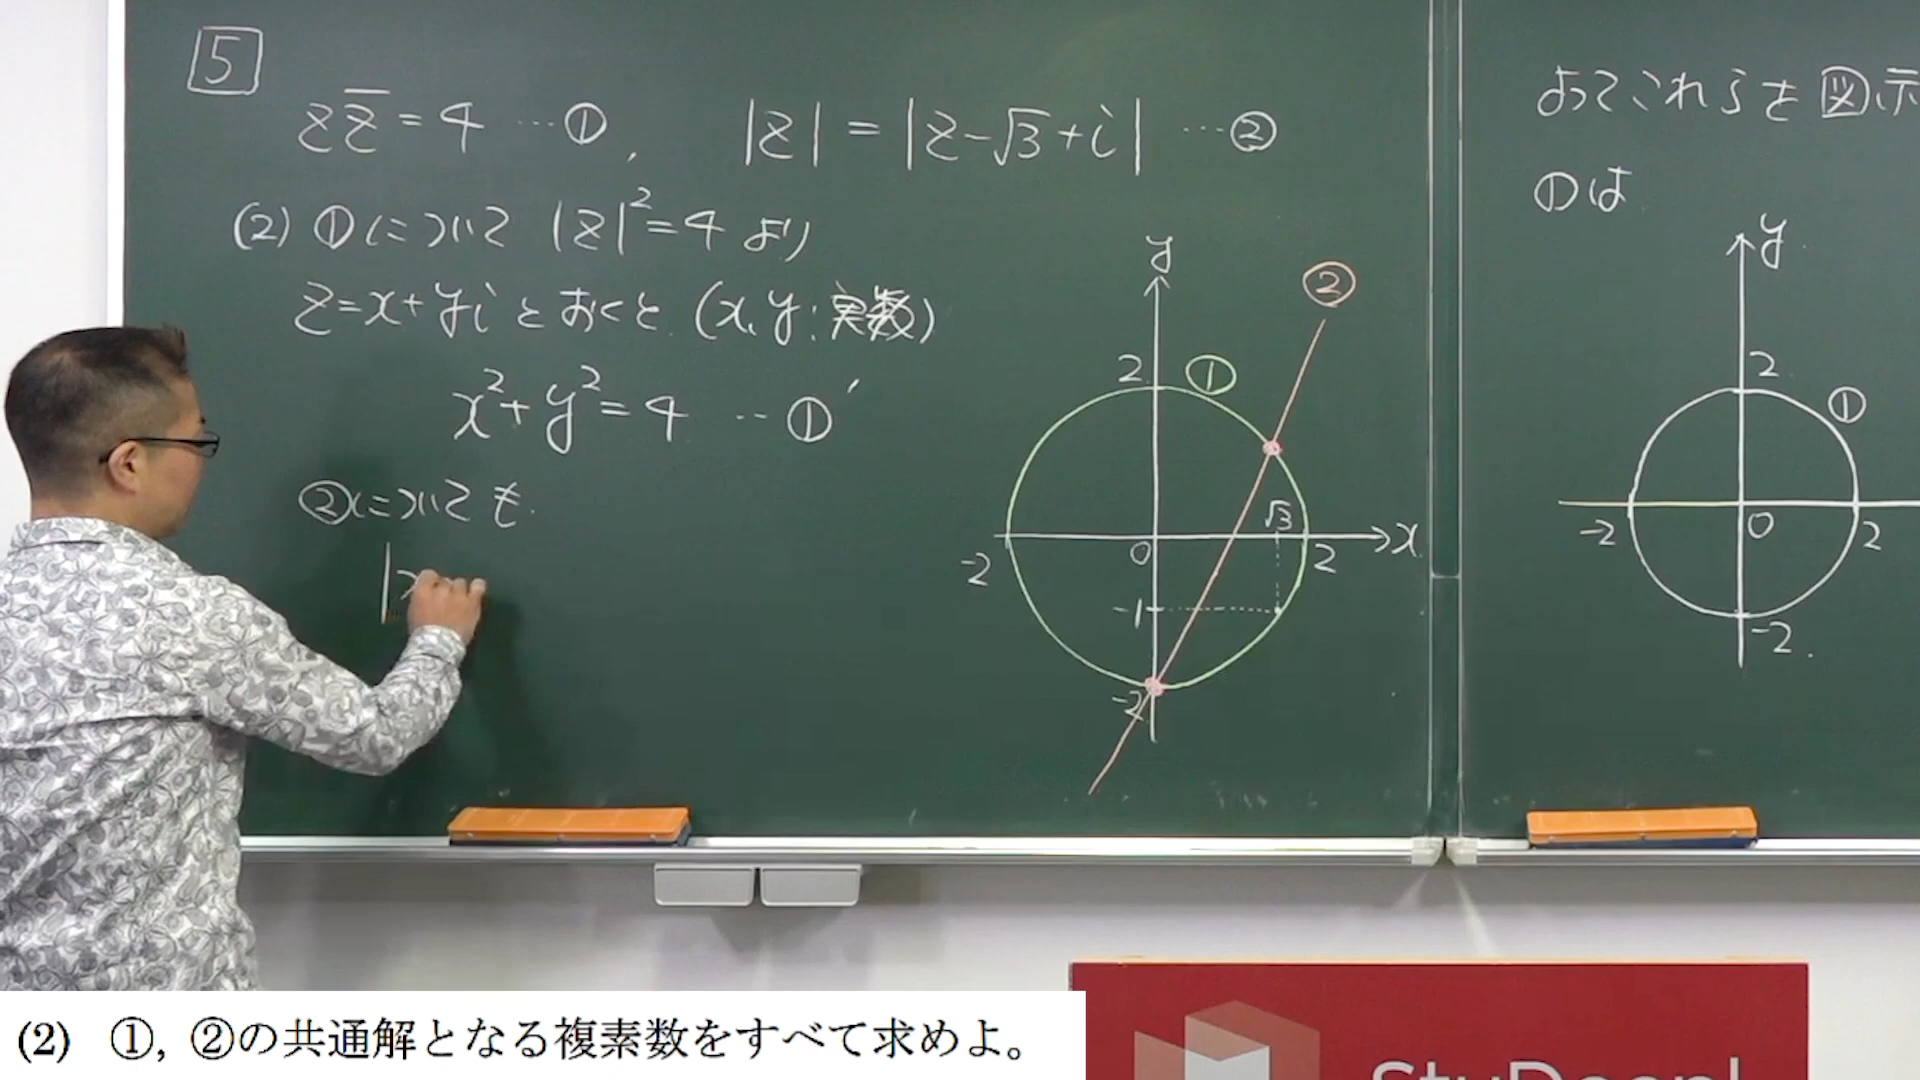 5
z z̄ = 4 … ① , |z| = |z-√3+i| … ②
(2) ①について |z|² = 4 より
z = x+yi とおくと (x, y : 実数)
x² + y² = 4 … ①′
②についても
|x
y
②
2 ①
√3
-2 0 2 x
-1
-2
よってこれらを図示
①は
y
2 ①
-2 0 2
-2
(2) ①, ②の共通解となる複素数をすべて求めよ。